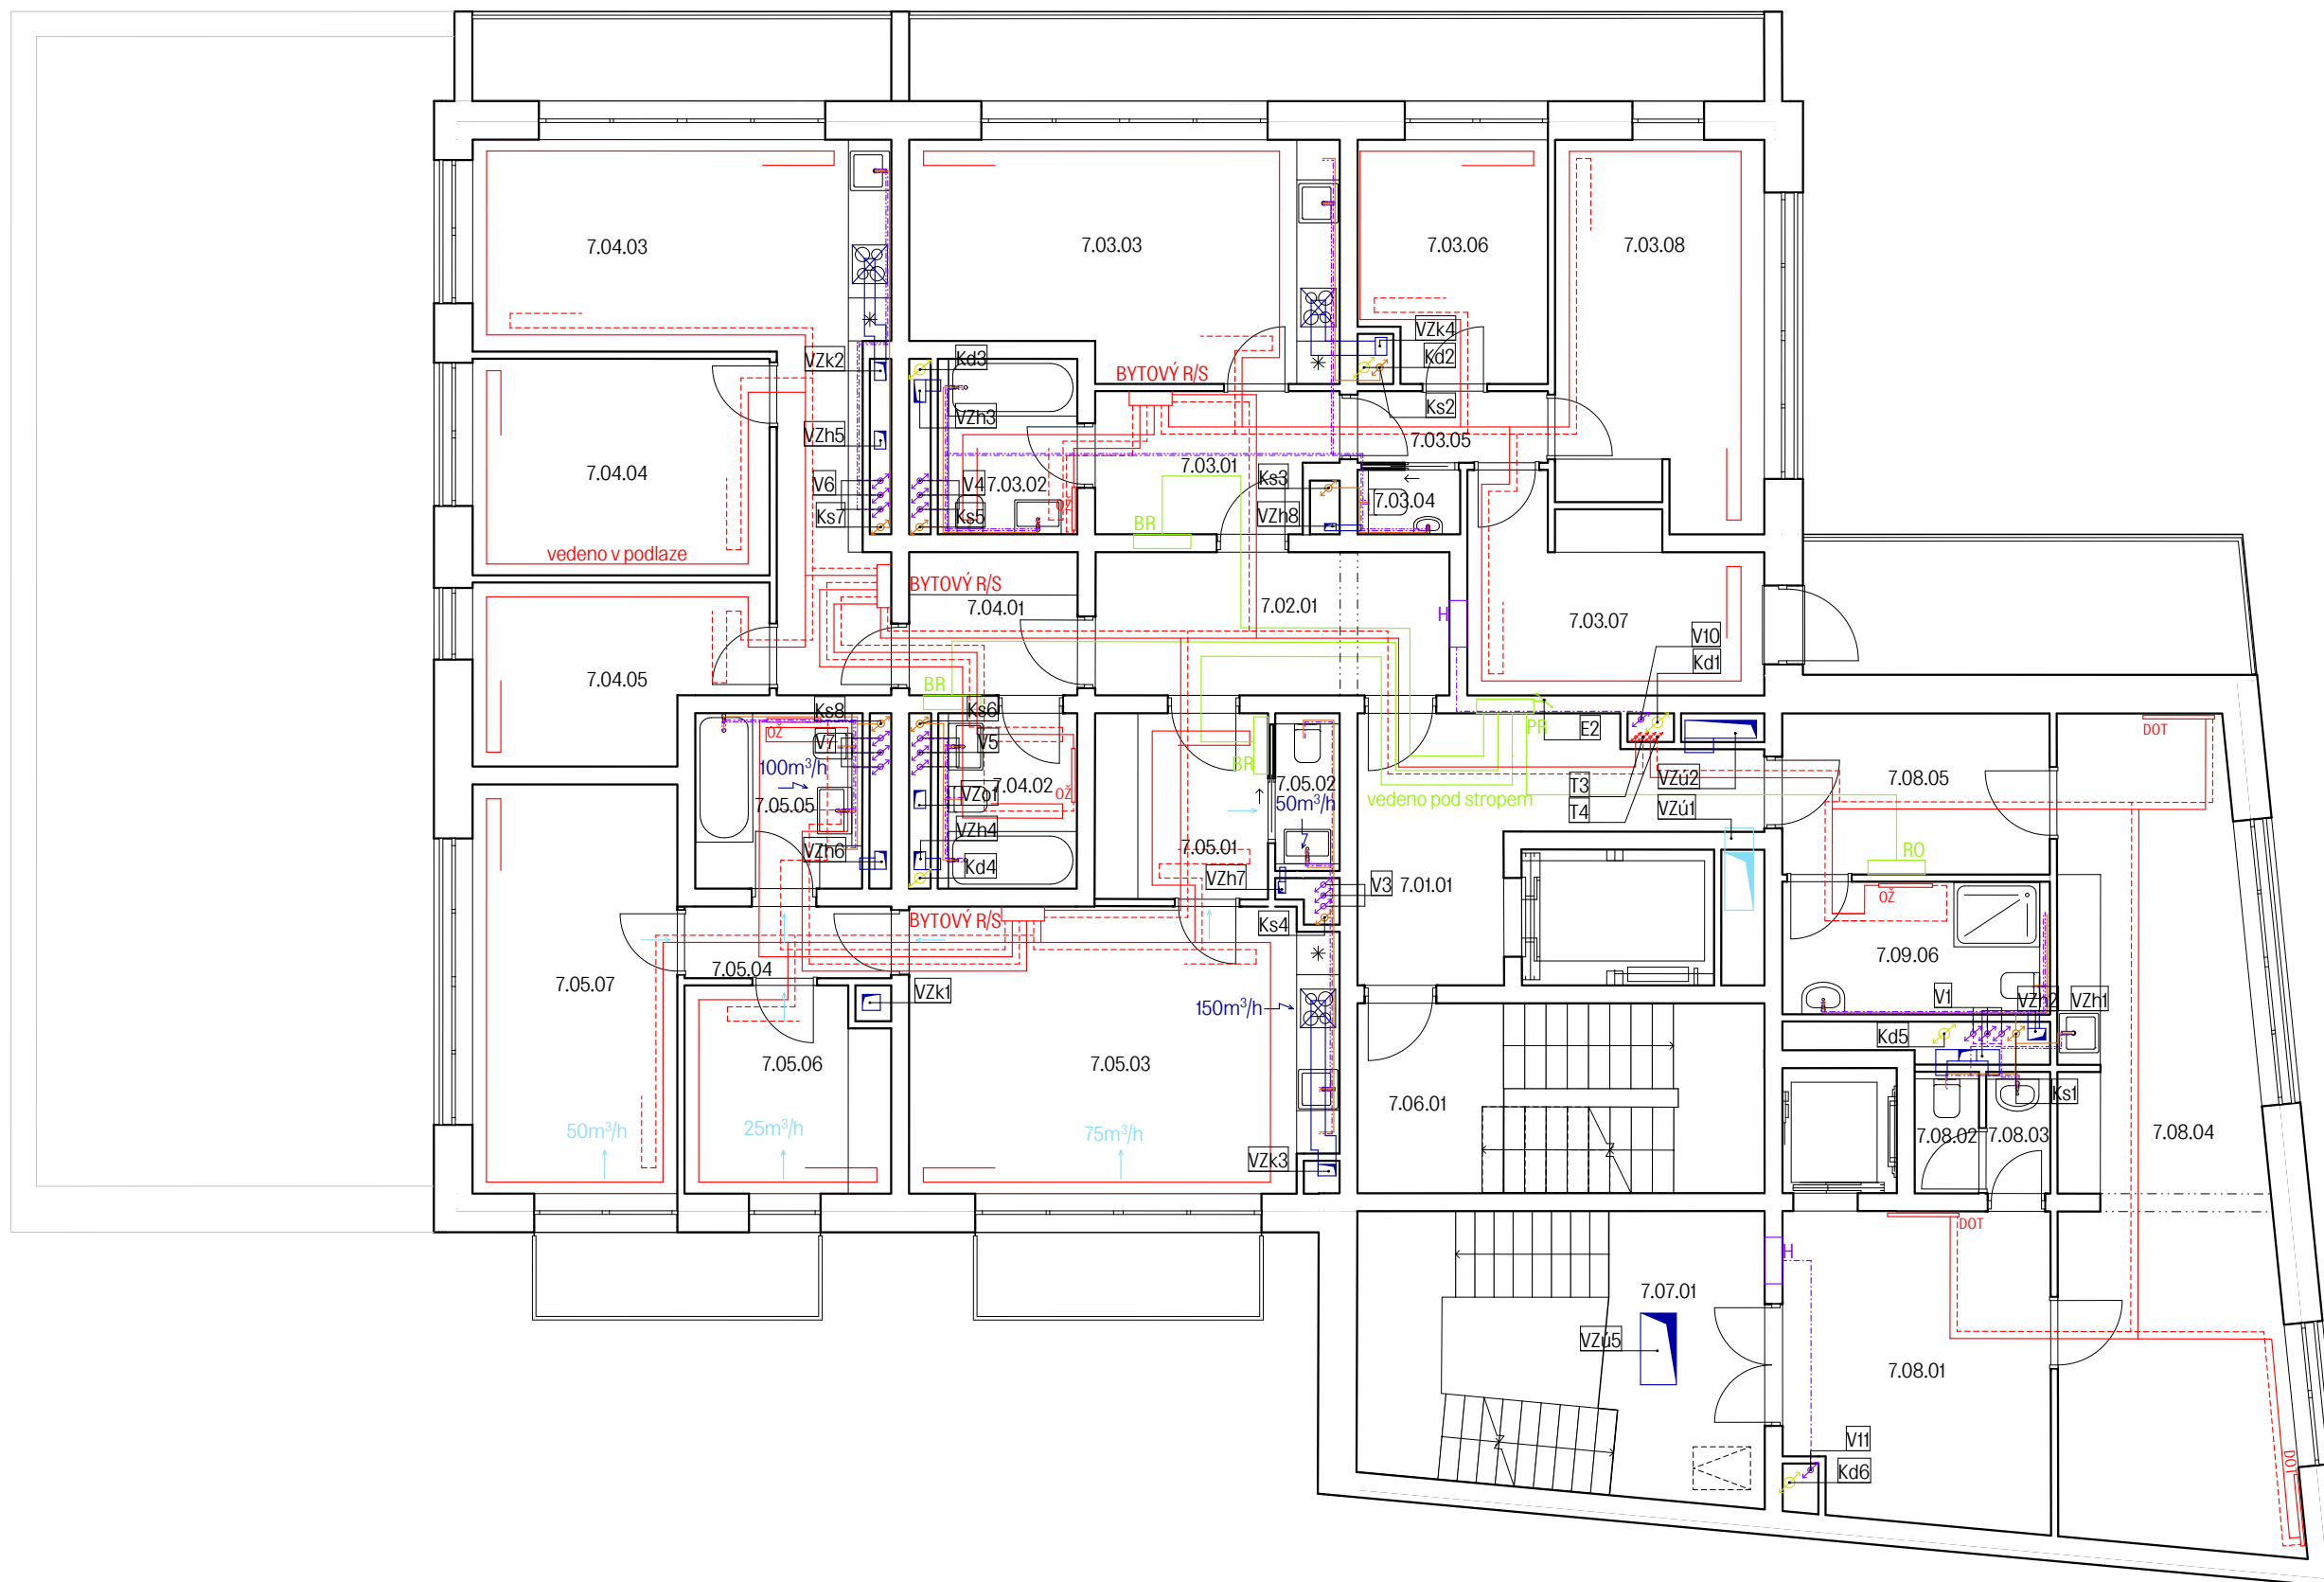 7.04.03
7.03.03
7.03.06
7.03.08
VZk4
Kd2
VZk2
Kd3
BYTOVÝ R/S
VZh3
Ks2
VZh5
7.03.05
7.04.04
7.03.01
Ks3
V6
V4
7.03.02
7.03.04
Ks7
Ks5
OŽ
VZh8
BR
vedeno v podlaze
BYTOVÝ R/S
7.04.01
7.02.01
H
7.03.07
V10
Kd1
7.04.05
BR
Ks8
Ks6
OŽ
V7
V5
PR
E2
DOT
100m³/h
BR
7.05.05
VZo1
7.04.02
OŽ
7.05.02
50m³/h
vedeno pod stropem
T3
T4
VZú2
VZú1
7.08.05
VZh4
VZh6
Kd4
7.05.01
VZh7
V3
7.01.01
RO
OŽ
BYTOVÝ R/S
Ks4
7.05.07
7.05.04
VZk1
7.09.06
150m³/h
V1
VZh2
VZh1
Kd5
7.05.06
7.05.03
7.06.01
Ks1
50m³/h
25m³/h
75m³/h
7.08.02
7.08.03
7.08.04
VZk3
DOT
H
7.07.01
VZú5
7.08.01
V11
Kd6
DOT